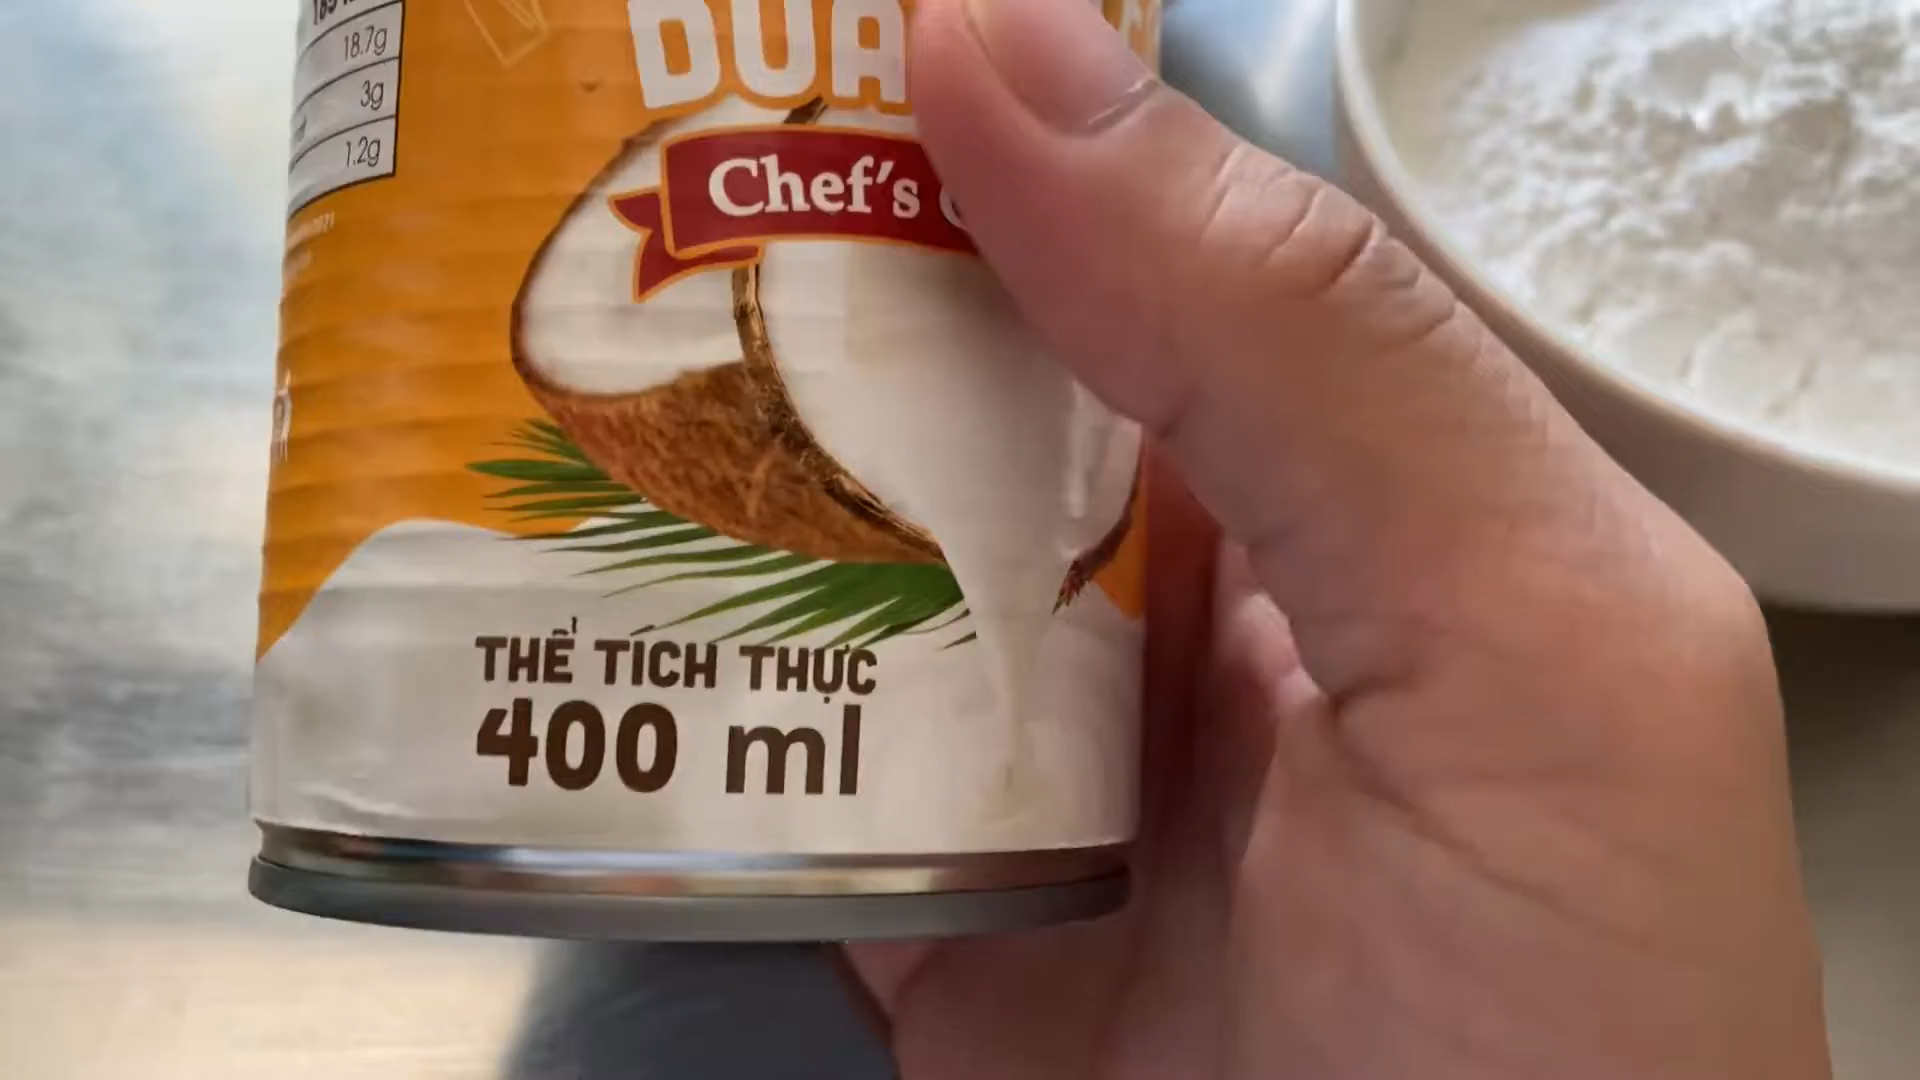 18.7g
3g
1.2g
DỪA
Chef's
THỂ TÍCH THỰC
400 ml